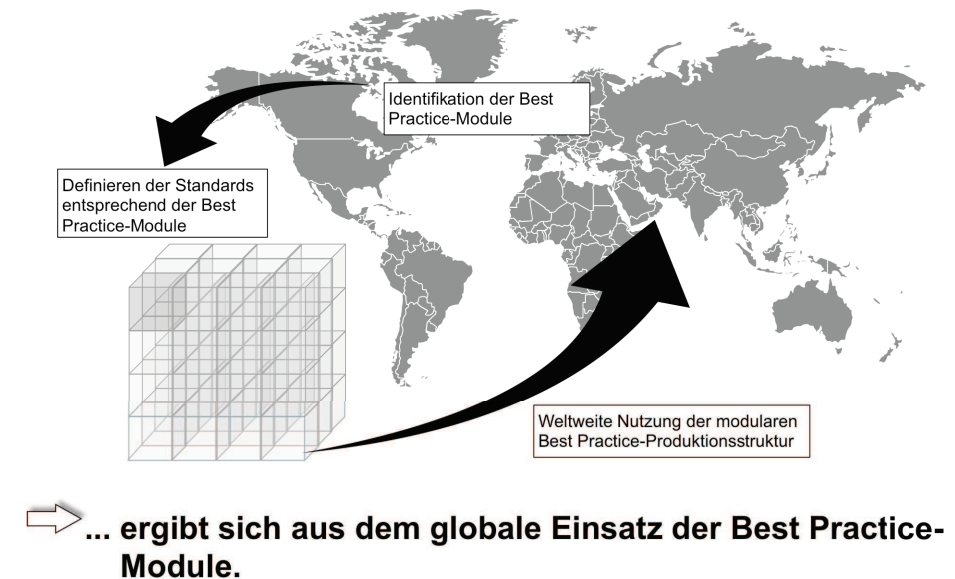 Identifikation der Best
Practice-Module
Definieren der Standards
entsprechend der Best
Practice-Module
Weltweite Nutzung der modularen
Best Practice-Produktionsstruktur
... ergibt sich aus dem globale Einsatz der Best Practice-
Module.